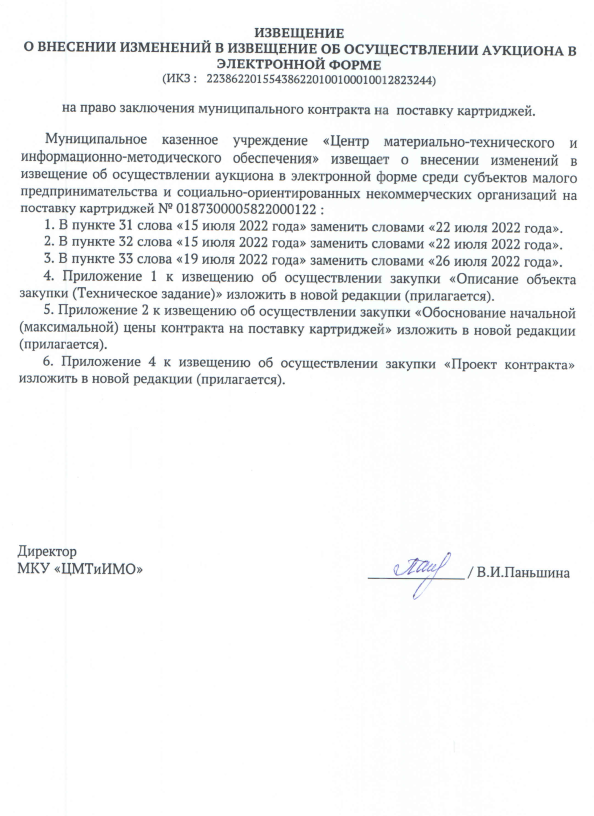 ИЗВЕЩЕНИЕ
О ВНЕСЕНИИ ИЗМЕНЕНИЙ В ИЗВЕЩЕНИЕ ОБ ОСУЩЕСТВЛЕНИИ АУКЦИОНА В
ЭЛЕКТРОННОЙ ФОРМЕ
(ИКЗ : 223862201554386220100100100012823244)
на право заключения муниципального контракта на поставку картриджей.
Муниципальное казенное учреждение «Центр материально-технического и
информационно-методического обеспечения» извещает о внесении изменений в
извещение об осуществлении аукциона в электронной форме среди субъектов малого
предпринимательства и социально-ориентированных некоммерческих организаций на
поставку картриджей № 0187300005822000122 :
1. В пункте 31 слова «15 июля 2022 года» заменить словами «22 июля 2022 года».
2. В пункте 32 слова «15 июля 2022 года» заменить словами «22 июля 2022 года».
3. В пункте 33 слова «19 июля 2022 года» заменить словами «26 июля 2022 года».
4. Приложение 1 к извещению об осуществлении закупки «Описание объекта
закупки (Техническое задание)» изложить в новой редакции (прилагается).
5. Приложение 2 к извещению об осуществлении закупки «Обоснование начальной
(максимальной) цены контракта на поставку картриджей» изложить в новой редакции
(прилагается).
6. Приложение 4 к извещению об осуществлении закупки «Проект контракта»
изложить в новой редакции (прилагается).
Директор
МКУ «ЦМТиИМО» / В.И.Паньшина